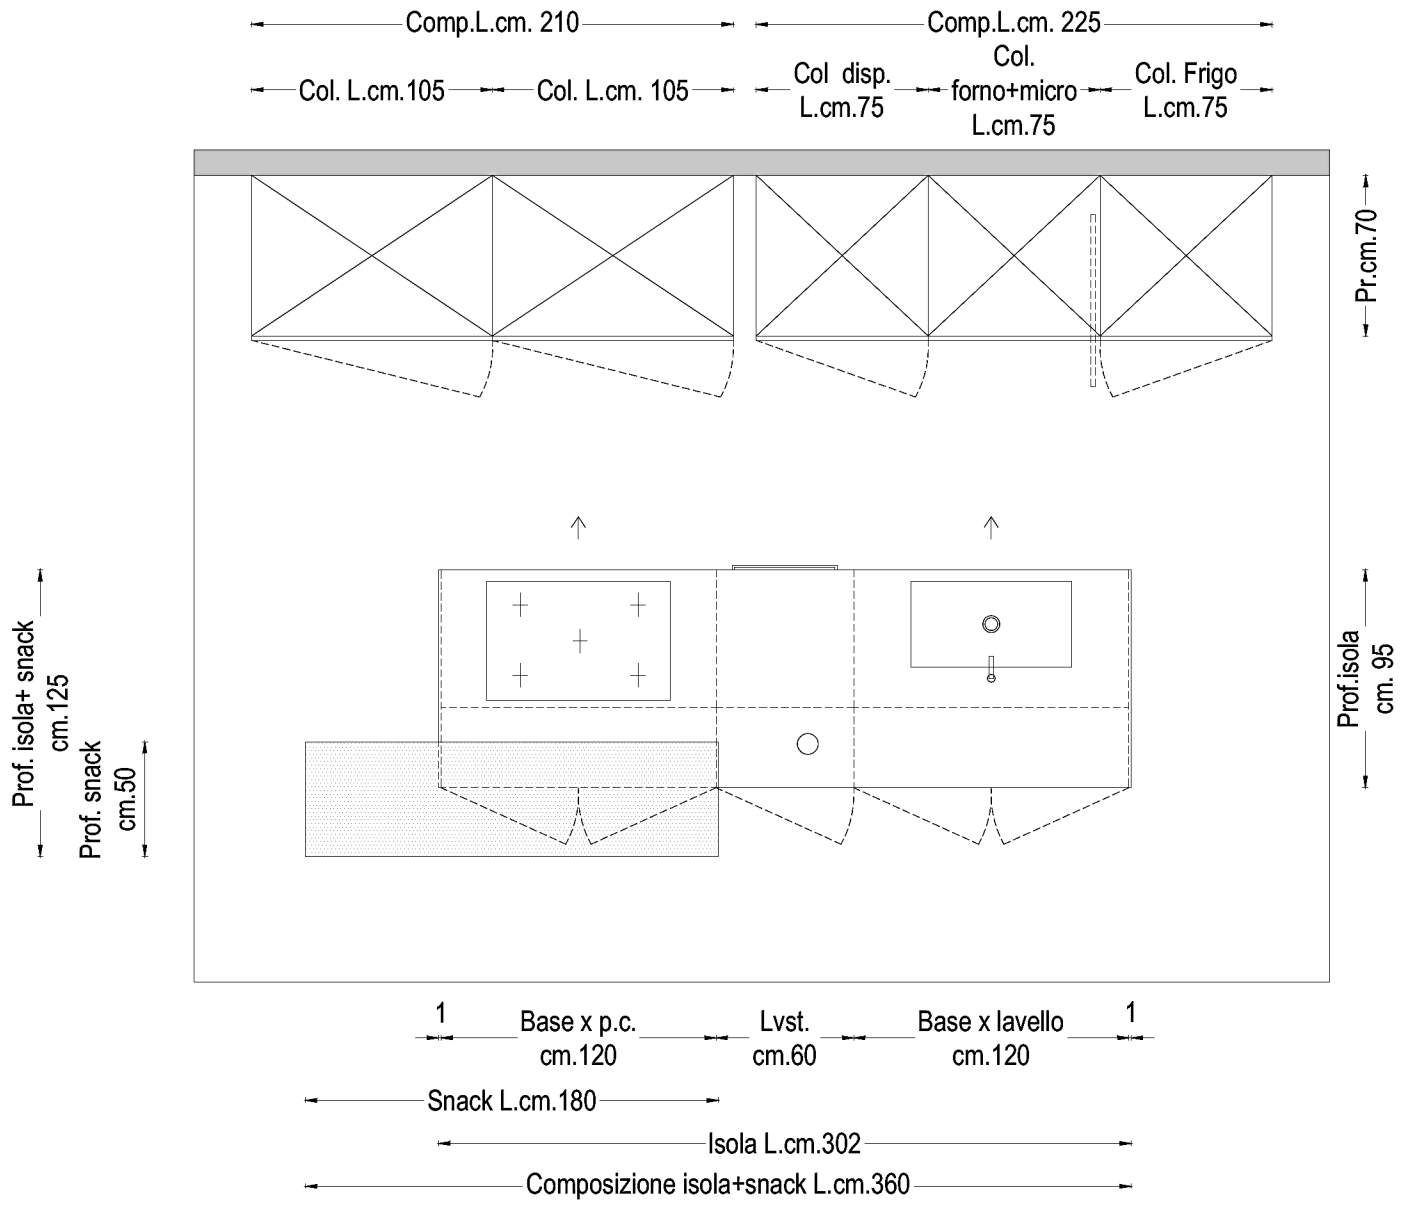 Comp.L.cm. 210
Comp.L.cm. 225
Col. L.cm.105
Col. L.cm. 105
Col disp.
L.cm.75
Col.
forno+micro
L.cm.75
Col. Frigo
L.cm.75
Pr.cm.70
Prof. isola+ snack
cm.125
Prof. snack
cm.50
Prof.isola
cm. 95
1
Base x p.c.
cm.120
Lvst.
cm.60
Base x lavello
cm.120
1
Snack L.cm.180
Isola L.cm.302
Composizione isola+snack L.cm.360